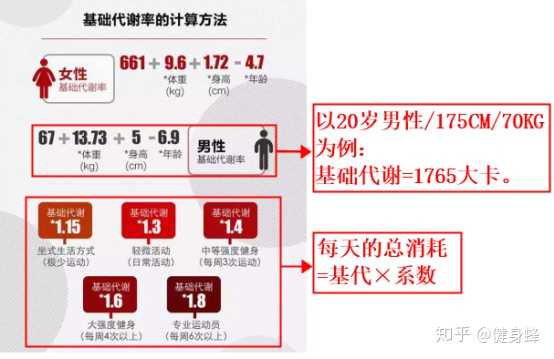 基础代谢率的计算方法
女性
基础代谢率
661 + 9.6 + 1.72 - 4.7
*体重 *身高 *年龄
(kg) (cm)
67 + 13.73 + 5 - 6.9
*体重 *身高 *年龄
(kg) (cm)
男性
基础代谢率
以20岁男性/175CM/70KG
为例:
基础代谢=1765大卡。
基础代谢 基础代谢 基础代谢
*1.15 *1.3 *1.4
坐式生活方式 轻微活动 中等强度健身
(极少运动) (日常活动) (每周3次运动)
基础代谢 基础代谢
*1.6 *1.8
大强度健身 专业运动员
(每周4次以上) (每周6次以上)
每天的总消耗
=基代×系数
知乎 @健身蜂